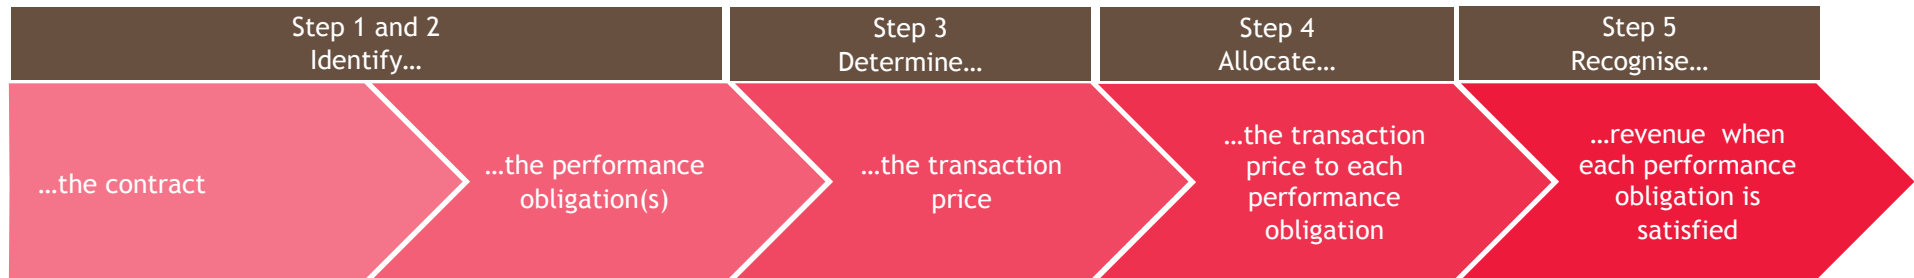 Step 1 and 2
Identify…
Step 3
Determine…
Step 4
Allocate…
Step 5
Recognise…
…the contract
…the performance
obligation(s)
…the transaction
price
…the transaction
price to each
performance
obligation
…revenue when
each performance
obligation is
satisfied